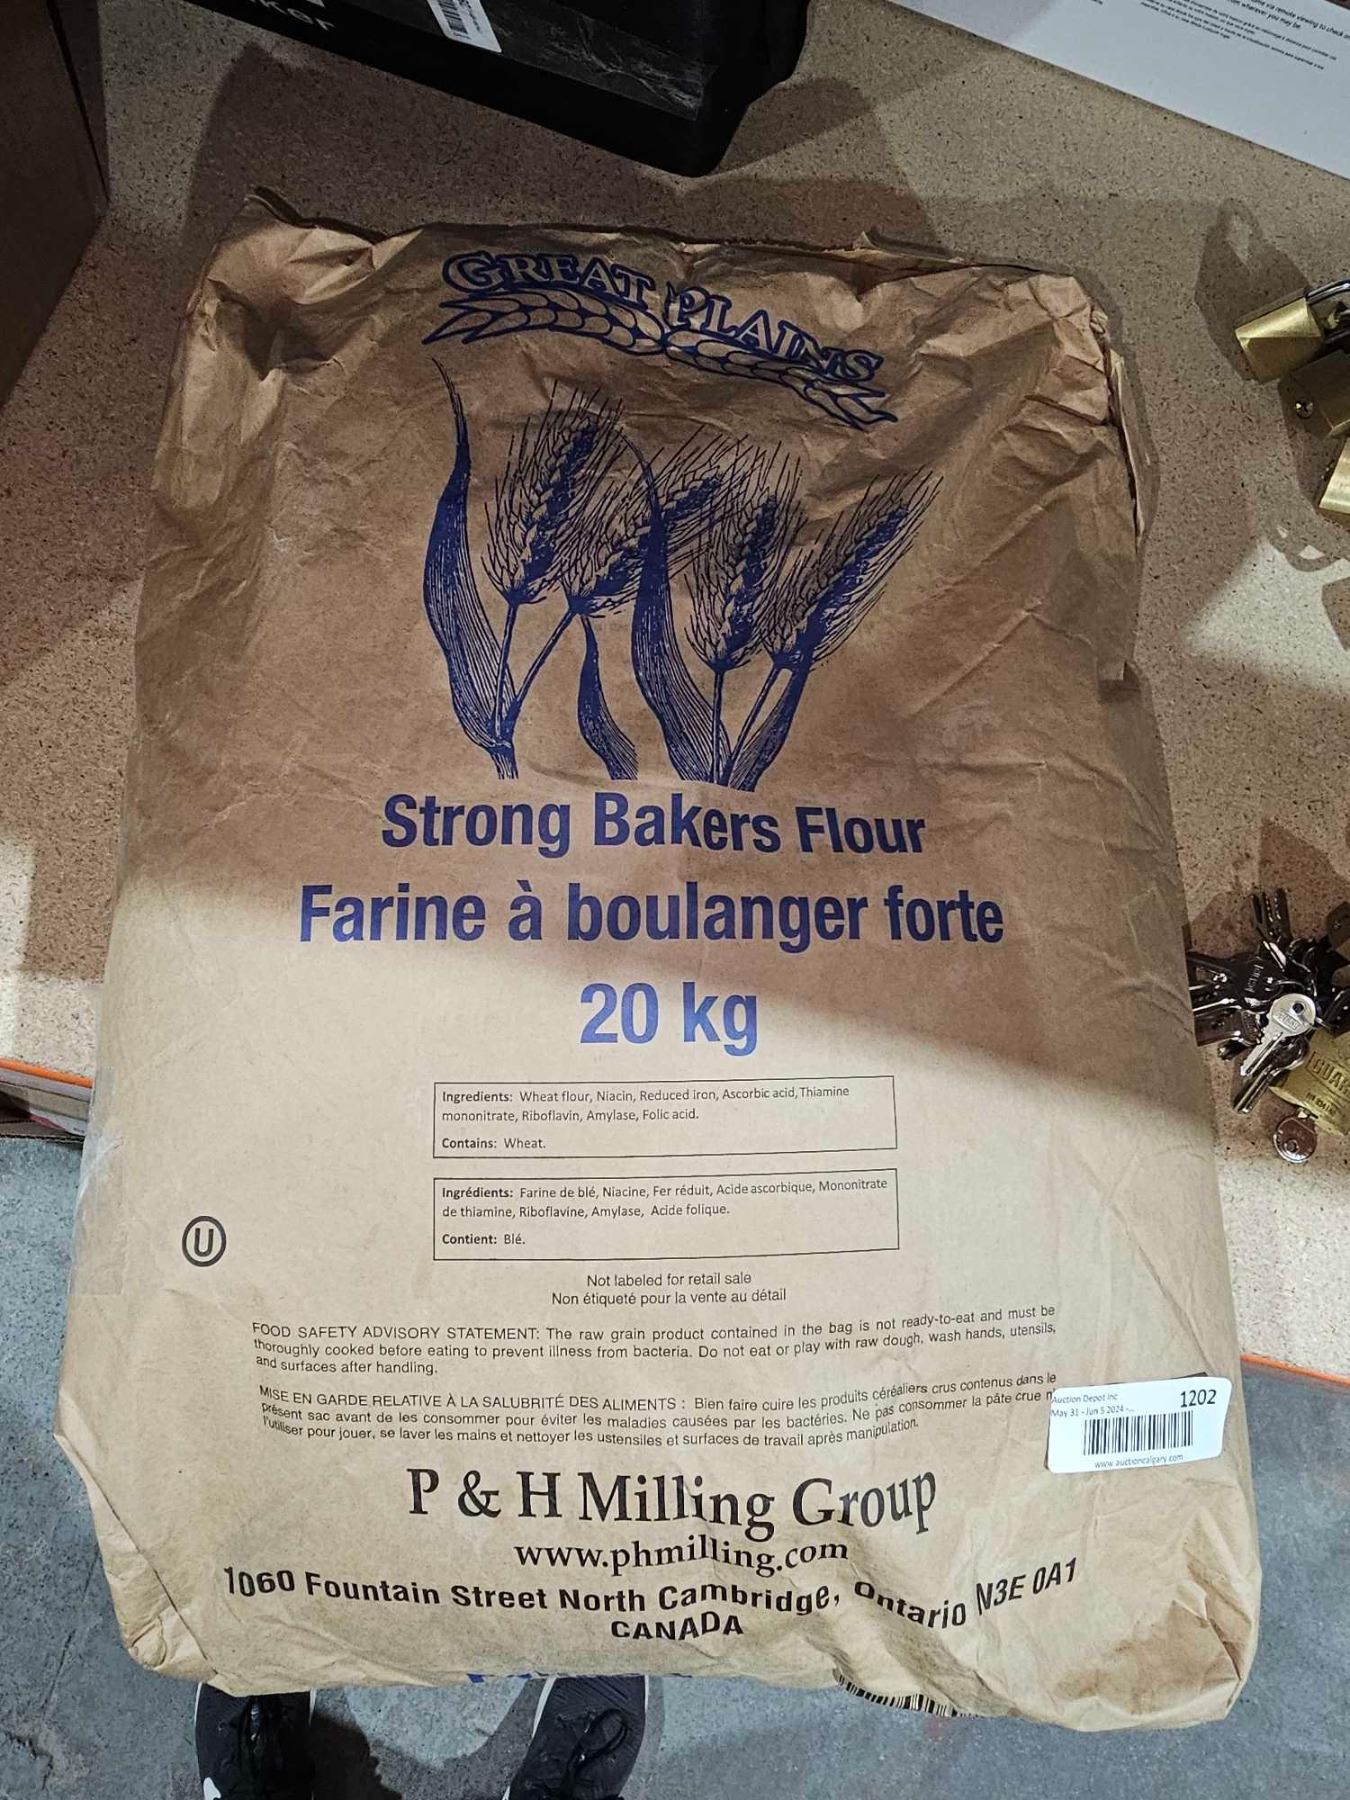 ker
GREAT PLAINS
Strong Bakers Flour
Farine à boulanger forte
20 kg
Ingredients: Wheat flour, Niacin, Reduced iron, Ascorbic acid, Thiamine
mononitrate, Riboflavin, Amylase, Folic acid.
Contains: Wheat.
Ingrédients: Farine de blé, Niacine, Fer réduit, Acide ascorbique, Mononitrate
de thiamine, Riboflavine, Amylase, Acide folique.
Contient: Blé.
U
Not labeled for retail sale
Non étiqueté pour la vente au détail
FOOD SAFETY ADVISORY STATEMENT: The raw grain product contained in the bag is not ready-to-eat and must be
thoroughly cooked before eating to prevent illness from bacteria. Do not eat or play with raw dough, wash hands, utensils,
and surfaces after handling.
MISE EN GARDE RELATIVE À LA SALUBRITÉ DES ALIMENTS : Bien faire cuire les produits céréaliers crus contenus dans le
présent sac avant de les consommer pour éviter les maladies causées par les bactéries. Ne pas consommer la pâte crue n'
l'utiliser pour jouer, se laver les mains et nettoyer les ustensiles et surfaces de travail après manipulation.
Auction Depot Inc
1202
May 31 - Jun 5 2024 -...
www.auctioncalgary.com
P & H Milling Group
www.phmilling.com
1060 Fountain Street North Cambridge, Ontario N3E 0A1
CANADA